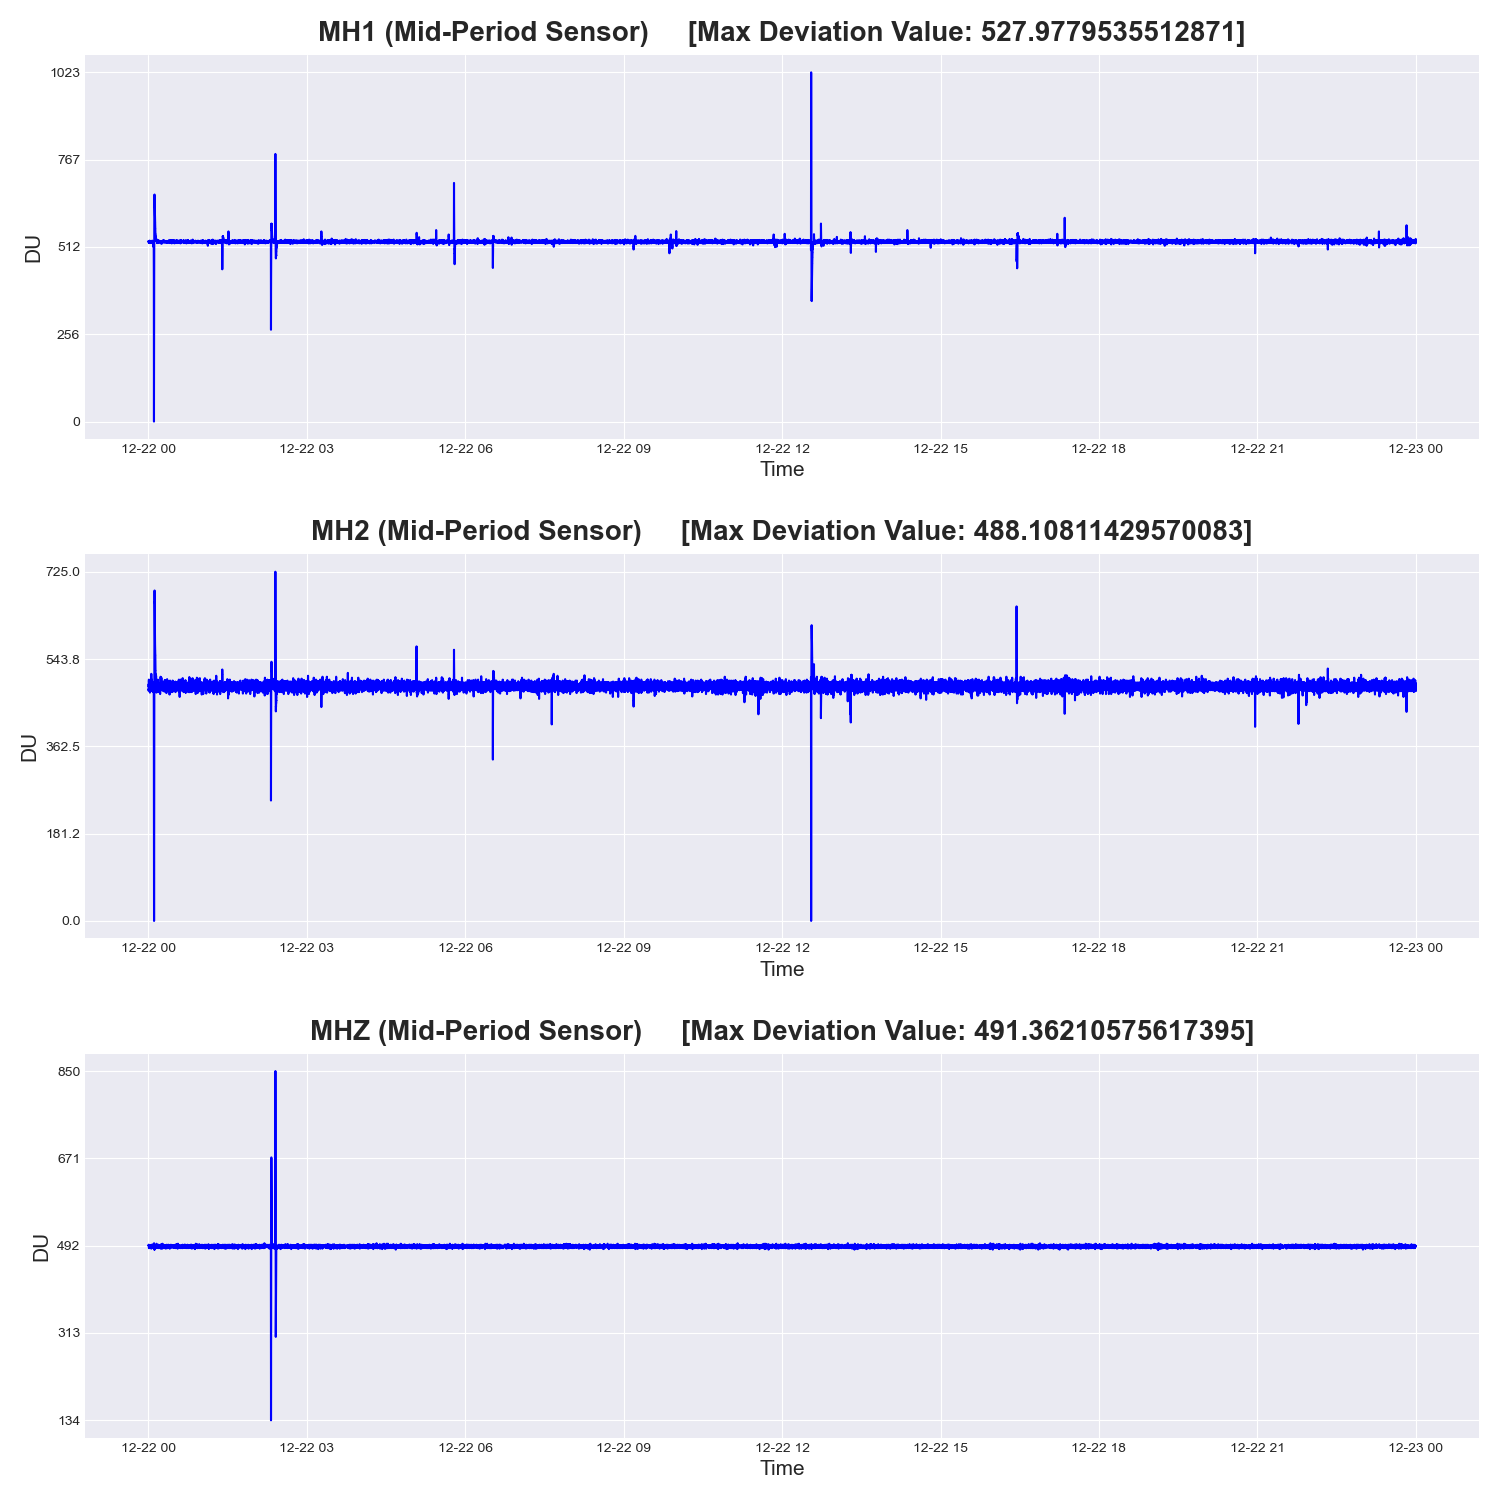 MH1 (Mid-Period Sensor) [Max Deviation Value: 527.9779535512871]
1023
767
512
256
0
DU
12-22 00 12-22 03 12-22 06 12-22 09 12-22 12 12-22 15 12-22 18 12-22 21 12-23 00
Time
MH2 (Mid-Period Sensor) [Max Deviation Value: 488.10811429570083]
725.0
543.8
362.5
181.2
0.0
DU
12-22 00 12-22 03 12-22 06 12-22 09 12-22 12 12-22 15 12-22 18 12-22 21 12-23 00
Time
MHZ (Mid-Period Sensor) [Max Deviation Value: 491.36210575617395]
850
671
492
313
134
DU
12-22 00 12-22 03 12-22 06 12-22 09 12-22 12 12-22 15 12-22 18 12-22 21 12-23 00
Time